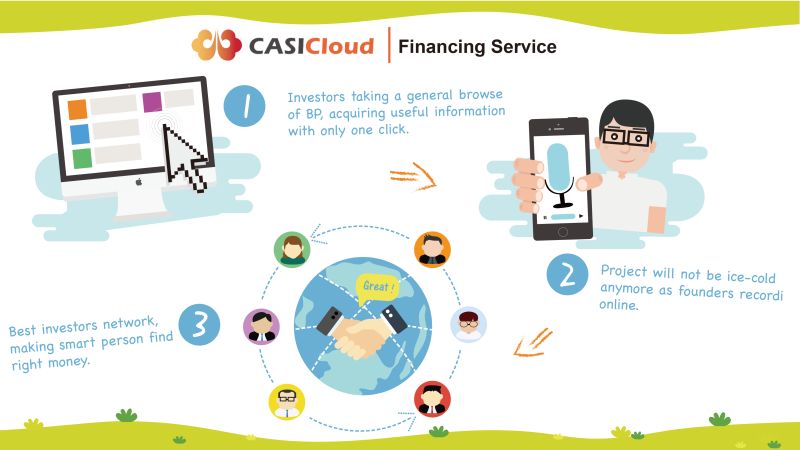 CASICloud | Financing Service
1
Investors taking a general browse
of BP, acquiring useful information
with only one click.
2
Project will not be ice-cold
anymore as founders recordi
online.
3
Best investors network,
making smart person find
right money.
Great !